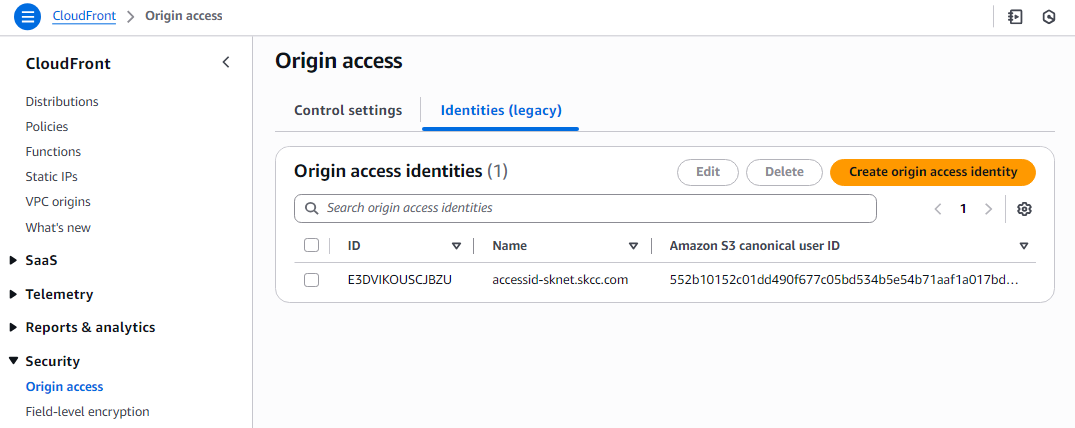 CloudFront > Origin access
CloudFront
Distributions
Policies
Functions
Static IPs
VPC origins
What's new
SaaS
Telemetry
Reports & analytics
Security
Origin access
Field-level encryption
Origin access
Control settings Identities (legacy)
Origin access identities (1) Edit Delete Create origin access identity
Search origin access identities 1
ID Name Amazon S3 canonical user ID
E3DVIKOUSCJBZU accessid-sknet.skcc.com 552b10152c01dd490f677c05bd534b5e54b71aaf1a017bd...